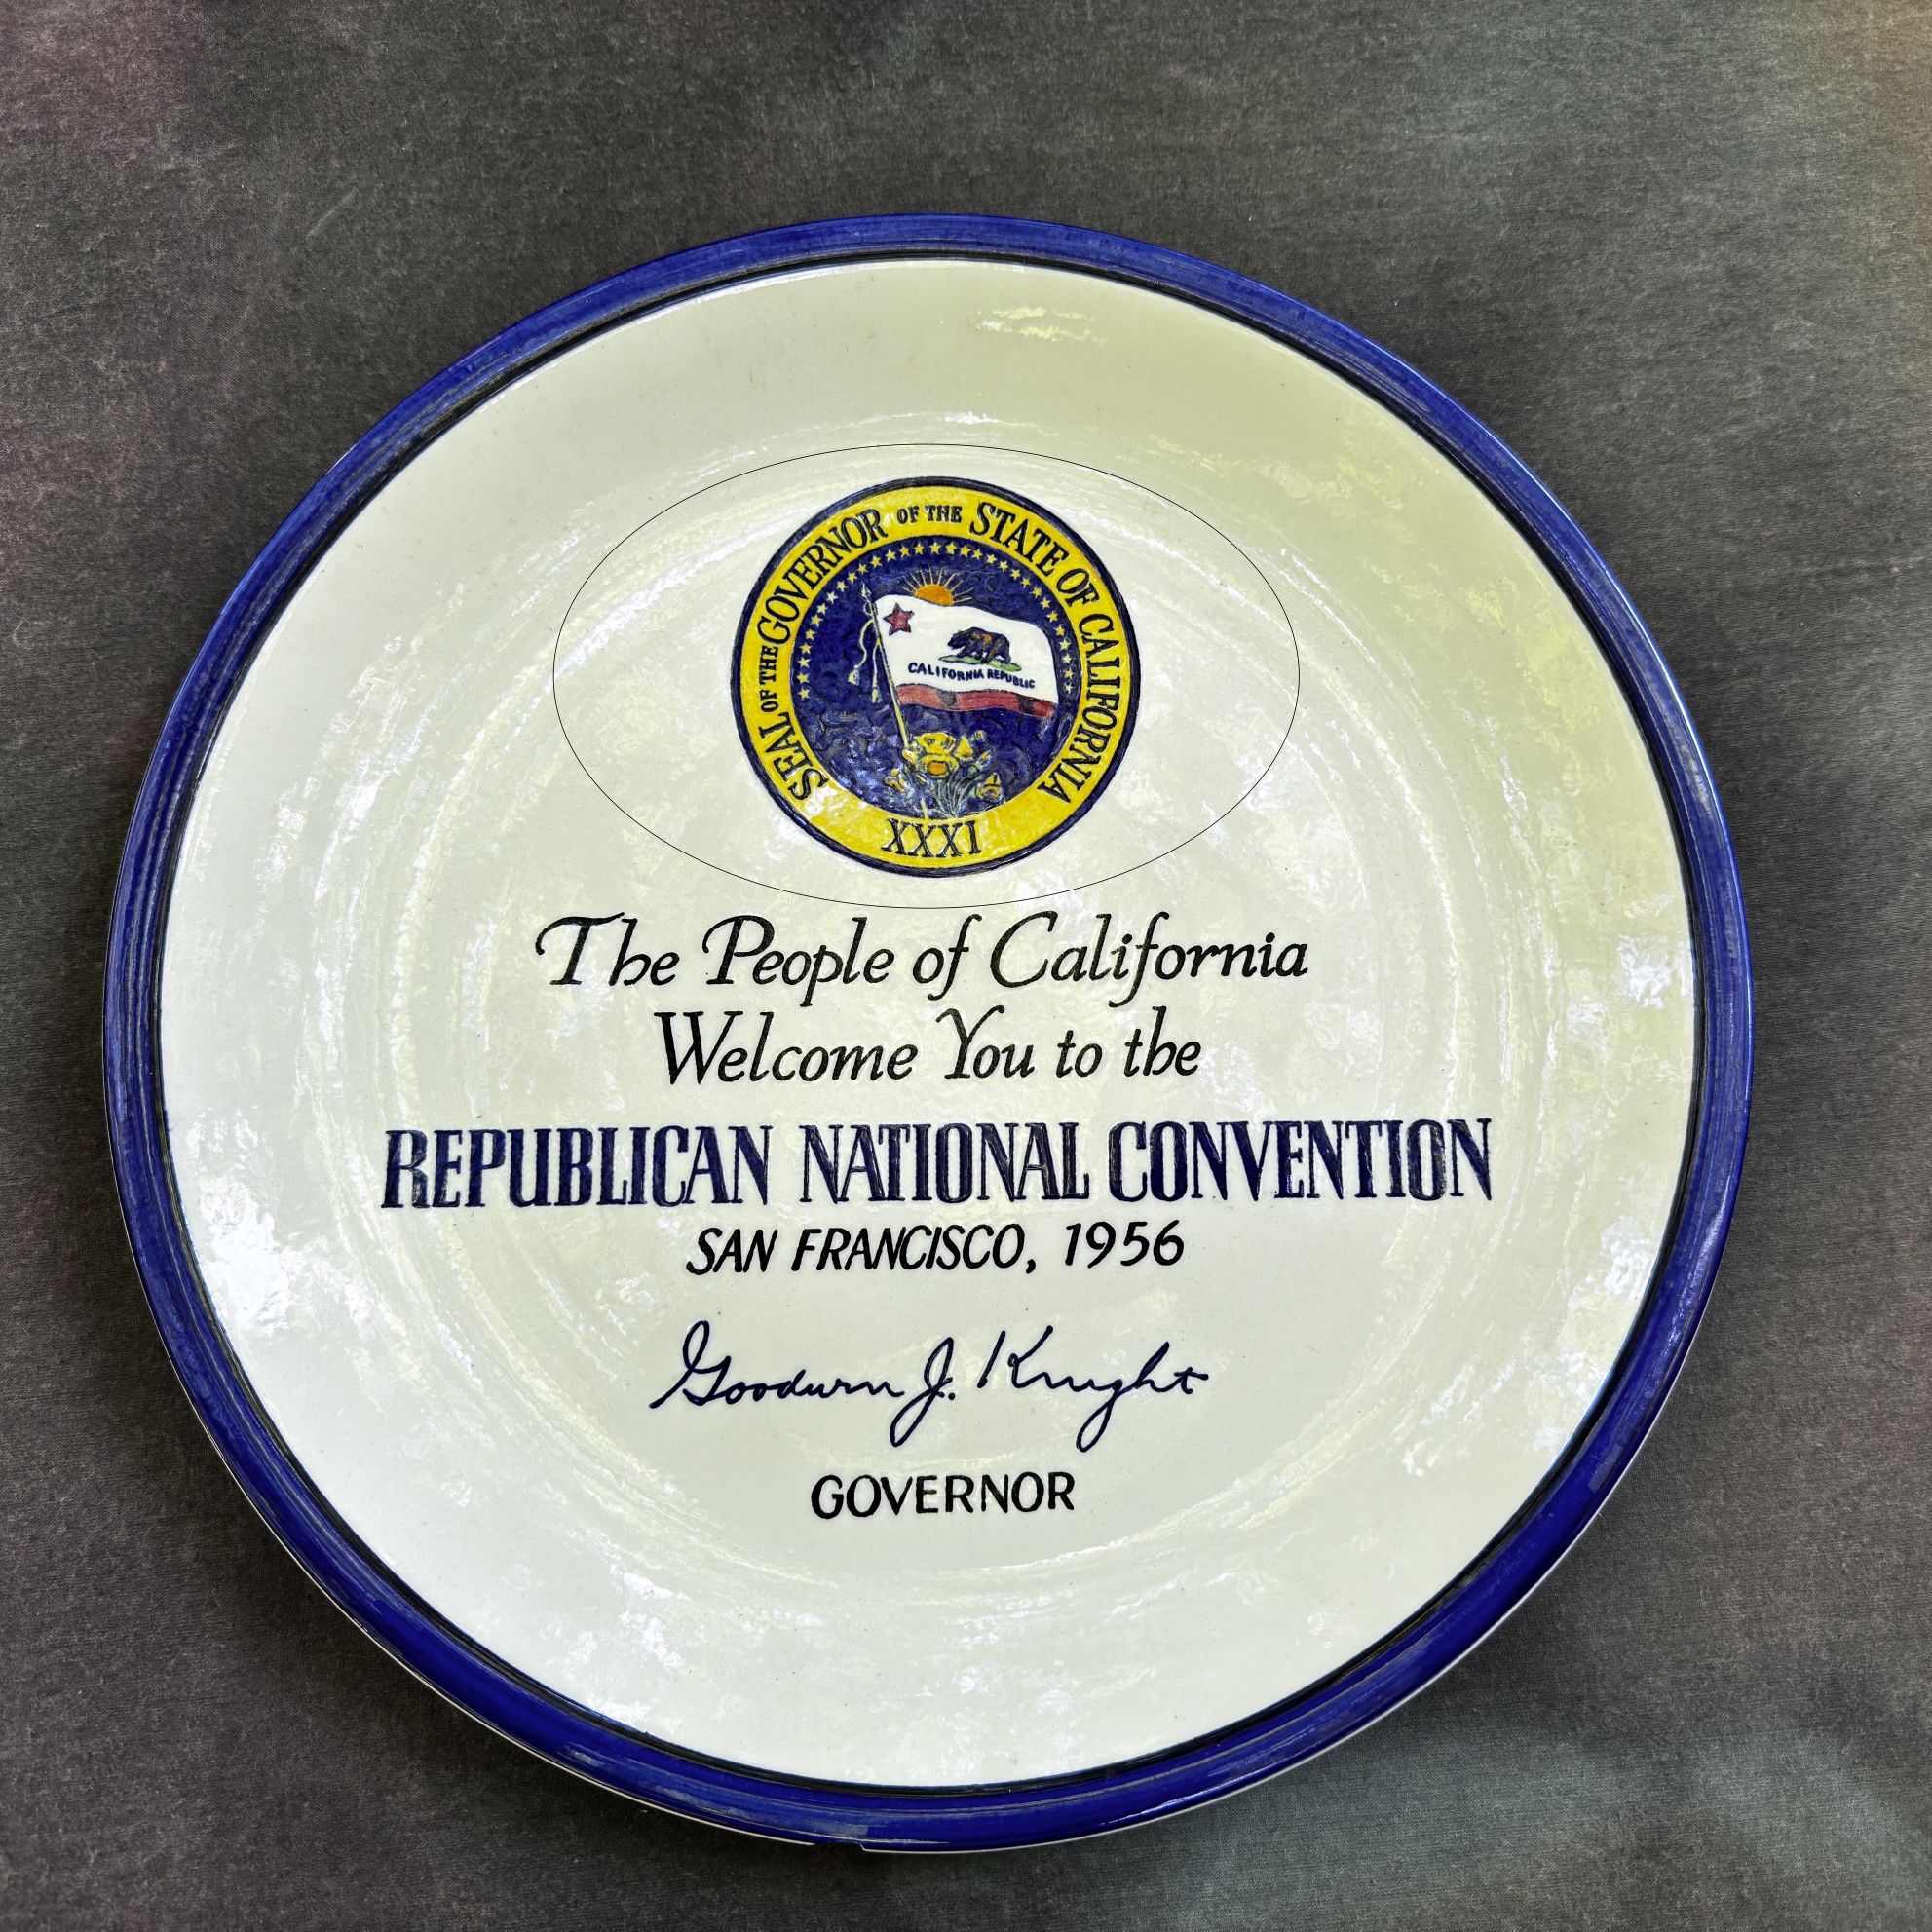 SEAL OF THE GOVERNOR OF THE STATE OF CALIFORNIA
CALIFORNIA REPUBLIC
XXXI
The People of California
Welcome You to the
REPUBLICAN NATIONAL CONVENTION
SAN FRANCISCO, 1956
Goodwin J. Knight
GOVERNOR